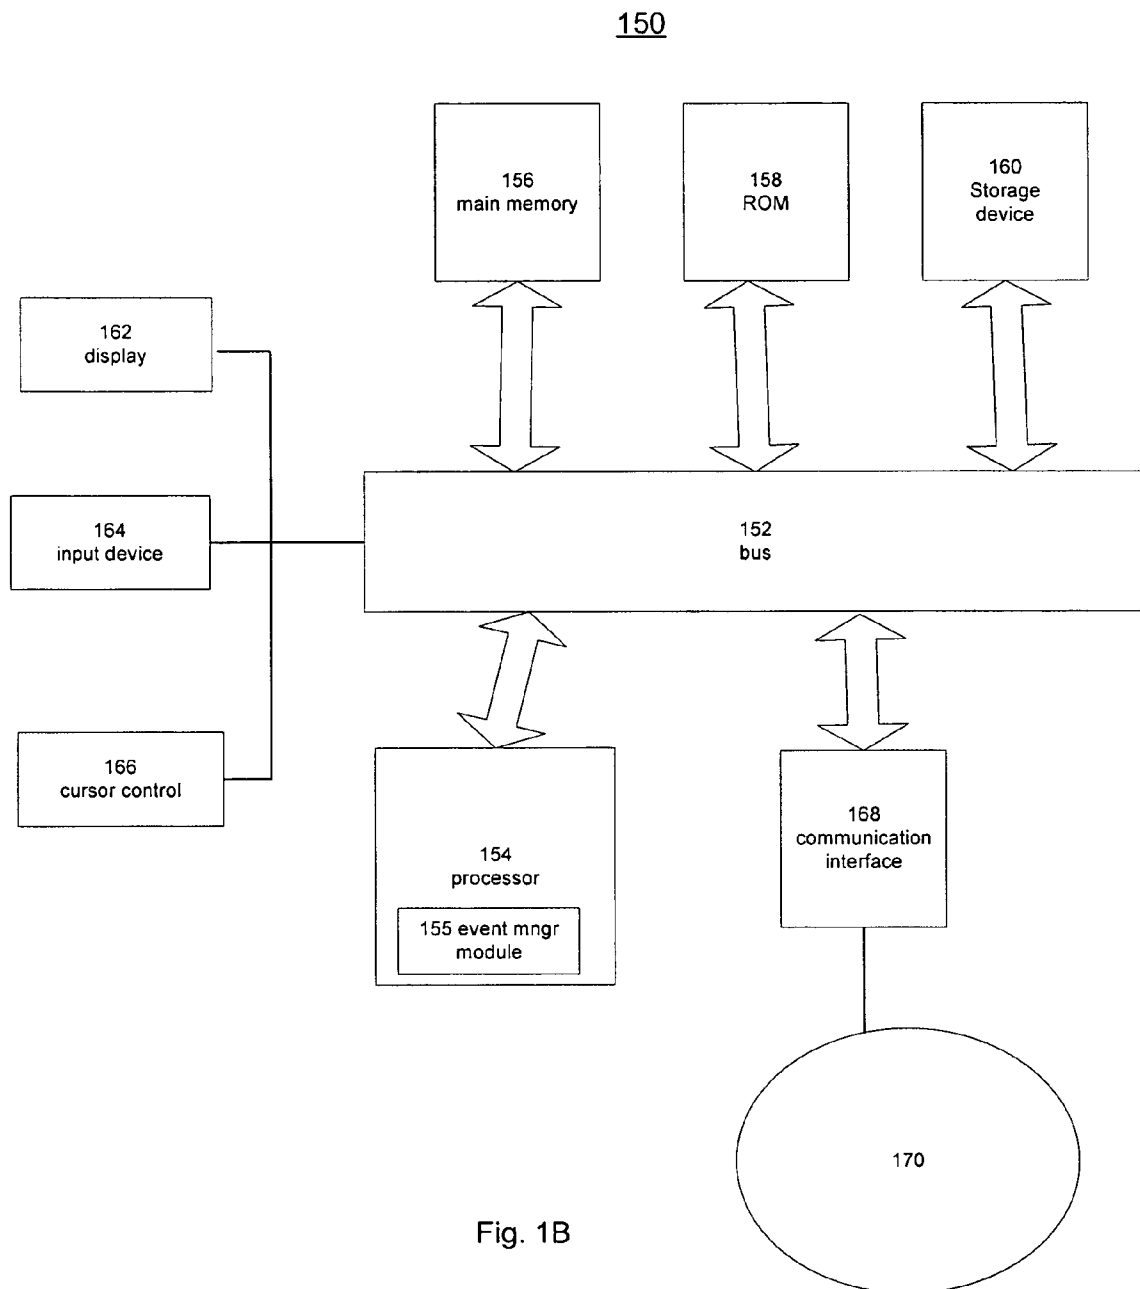 150
156
main memory
158
ROM
160
Storage
device
162
display
164
input device
152
bus
166
cursor control
154
processor
155 event mngr
module
168
communication
interface
170
Fig. 1B